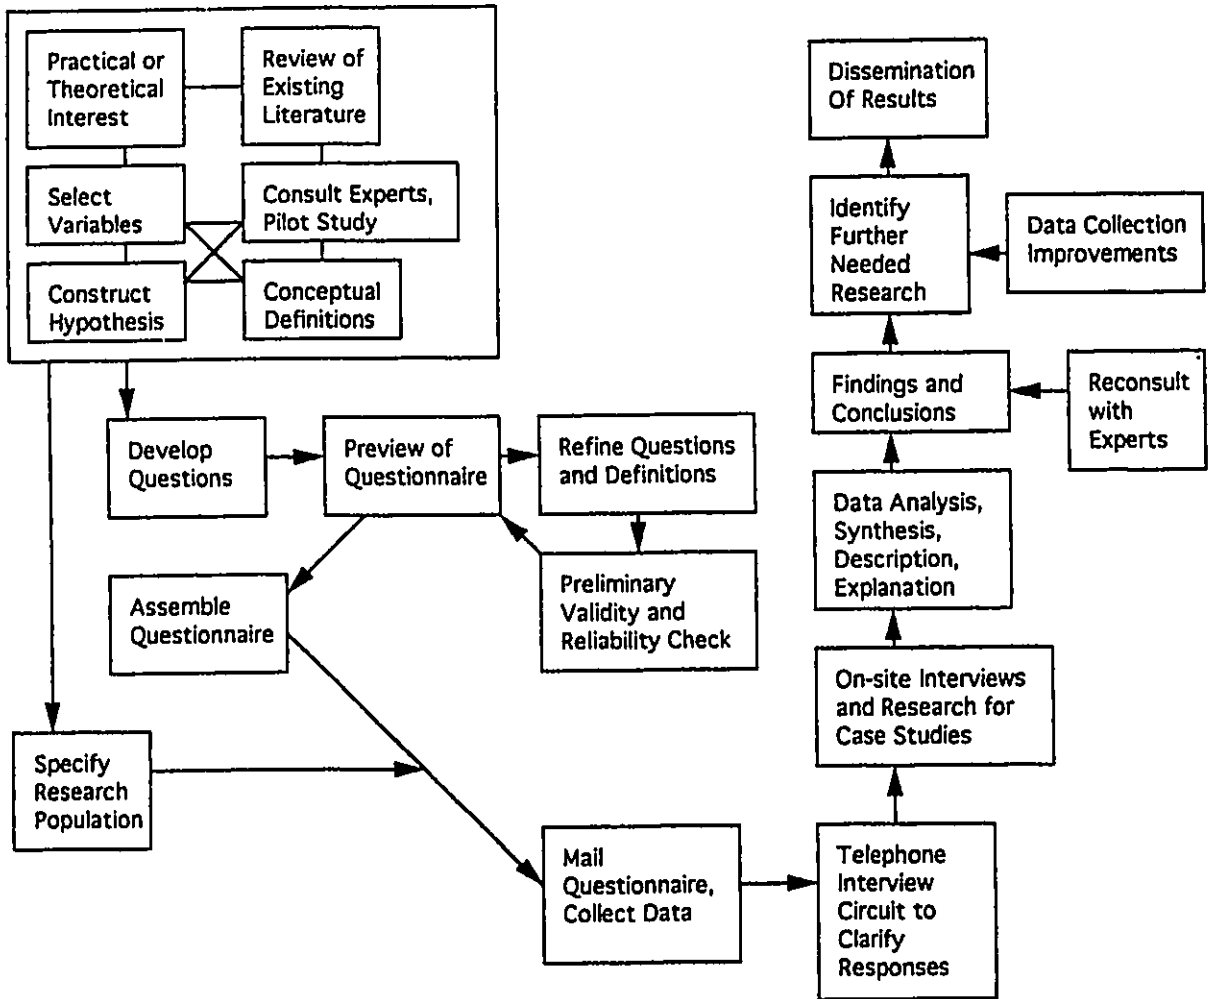 Practical or
Theoretical
Interest
Review of
Existing
Literature
Select
Variables
Consult Experts,
Pilot Study
Construct
Hypothesis
Conceptual
Definitions
Develop
Questions
Preview of
Questionnaire
Refine Questions
and Definitions
Preliminary
Validity and
Reliability Check
Assemble
Questionnaire
Specify
Research
Population
Mail
Questionnaire,
Collect Data
Telephone
Interview
Circuit to
Clarify
Responses
On-site Interviews
and Research for
Case Studies
Data Analysis,
Synthesis,
Description,
Explanation
Findings and
Conclusions
Reconsult
with
Experts
Identify
Further
Needed
Research
Data Collection
Improvements
Dissemination
Of Results